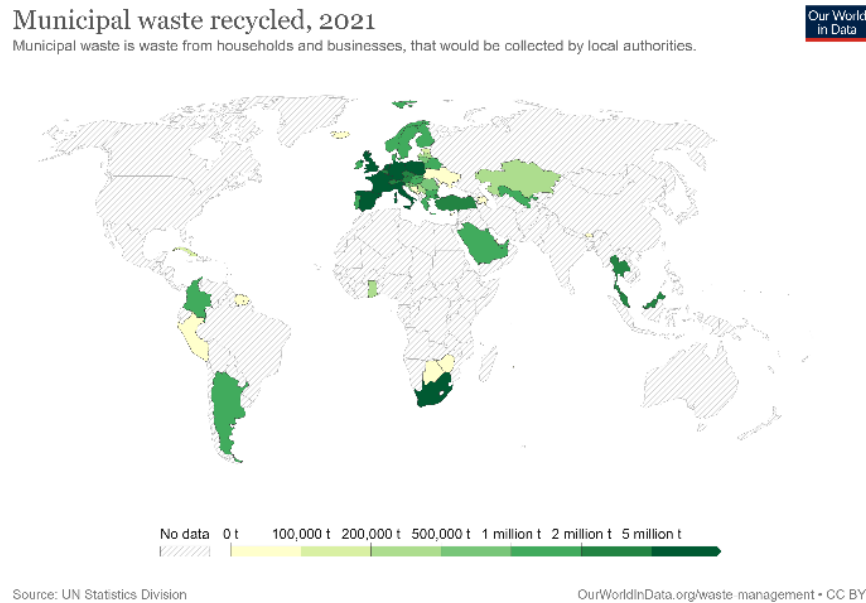 Municipal waste recycled, 2021
Municipal waste is waste from households and businesses, that would be collected by local authorities.
Our World
in Data
No data
0 t
100,000 t
200,000 t
500,000 t
1 million t
2 million t
5 million t
Source: UN Statistics Division
OurWorldInData.org/waste-management • CC BY